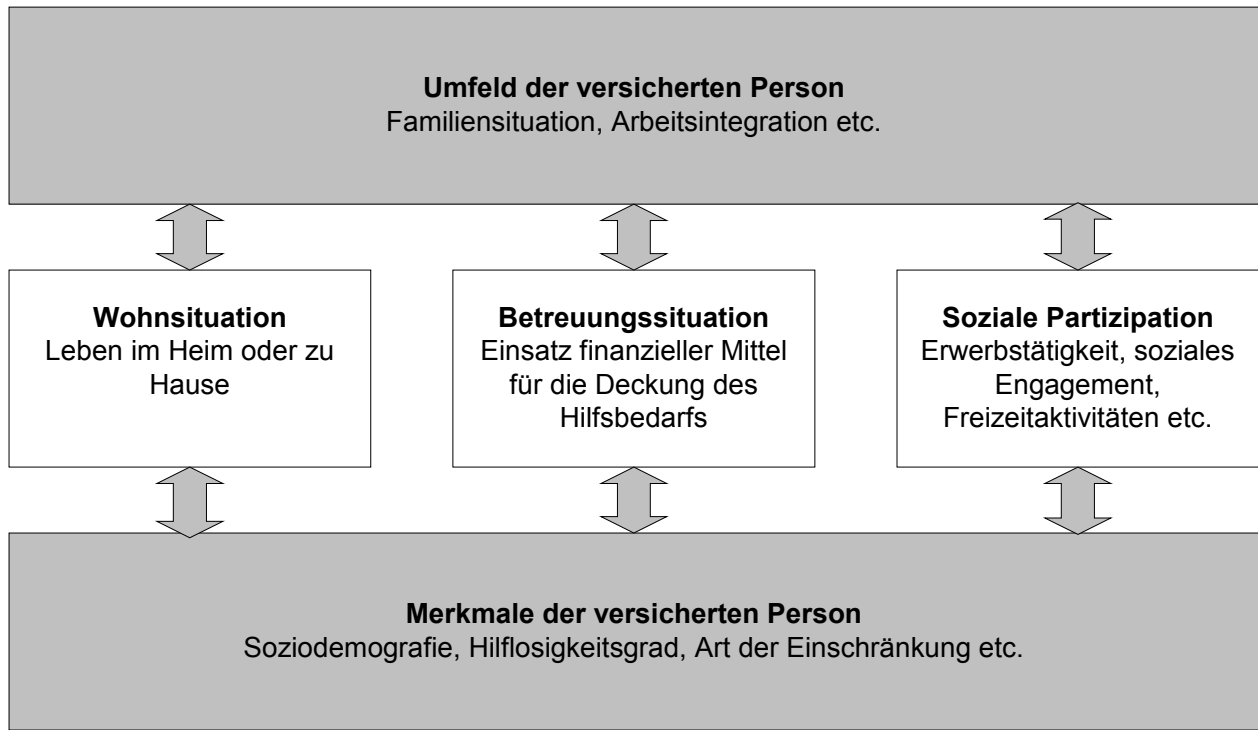 Umfeld der versicherten Person
Familiensituation, Arbeitsintegration etc.
Wohnsituation
Leben im Heim oder zu
Hause
Betreuungssituation
Einsatz finanzieller Mittel
für die Deckung des
Hilfsbedarfs
Soziale Partizipation
Erwerbstätigkeit, soziales
Engagement,
Freizeitaktivitäten etc.
Merkmale der versicherten Person
Soziodemografie, Hilflosigkeitsgrad, Art der Einschränkung etc.